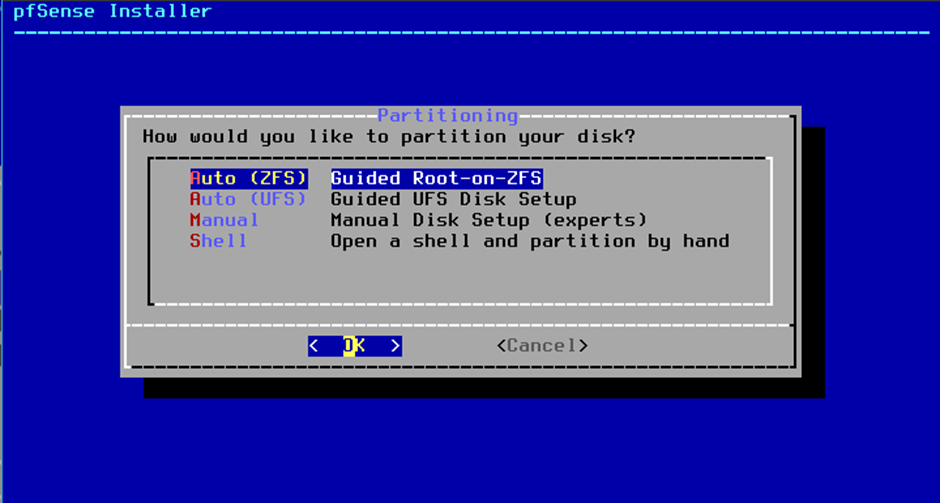 pfSense Installer
Partitioning
How would you like to partition your disk?
Auto (ZFS) Guided Root-on-ZFS
Auto (UFS) Guided UFS Disk Setup
Manual Manual Disk Setup (experts)
Shell Open a shell and partition by hand
< OK > <Cancel>